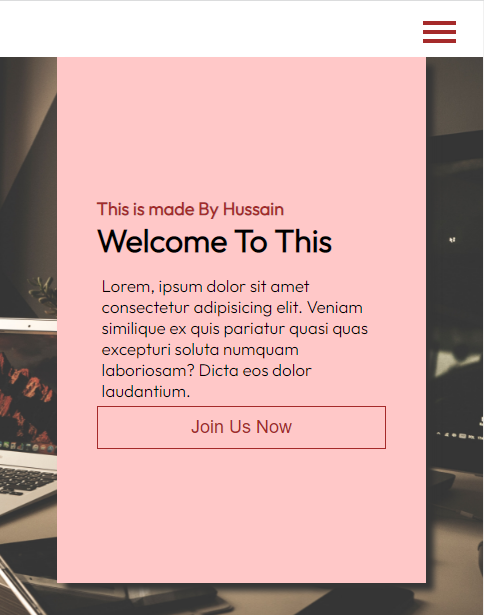 This is made By Hussain
Welcome To This
Lorem, ipsum dolor sit amet
consectetur adipisicing elit. Veniam
similique ex quis pariatur quasi quas
excepturi soluta numquam
laboriosam? Dicta eos dolor
laudantium.
Join Us Now